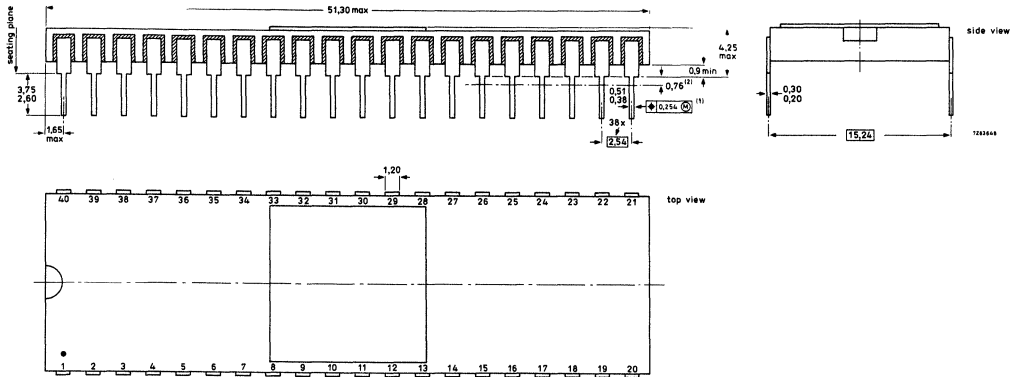 51,30 max
seating plane
3,75
2,60
1,65
max
4,25
max
0,9 min
0,76 (2)
0,51
0,38
0,254 M (1)
38x
2,54
side view
0,30
0,20
15,24
7Z83648
1,20
40 39 38 37 36 35 34 33 32 31 30 29 28 27 26 25 24 23 22 21
top view
1 2 3 4 5 6 7 8 9 10 11 12 13 14 15 16 17 18 19 20